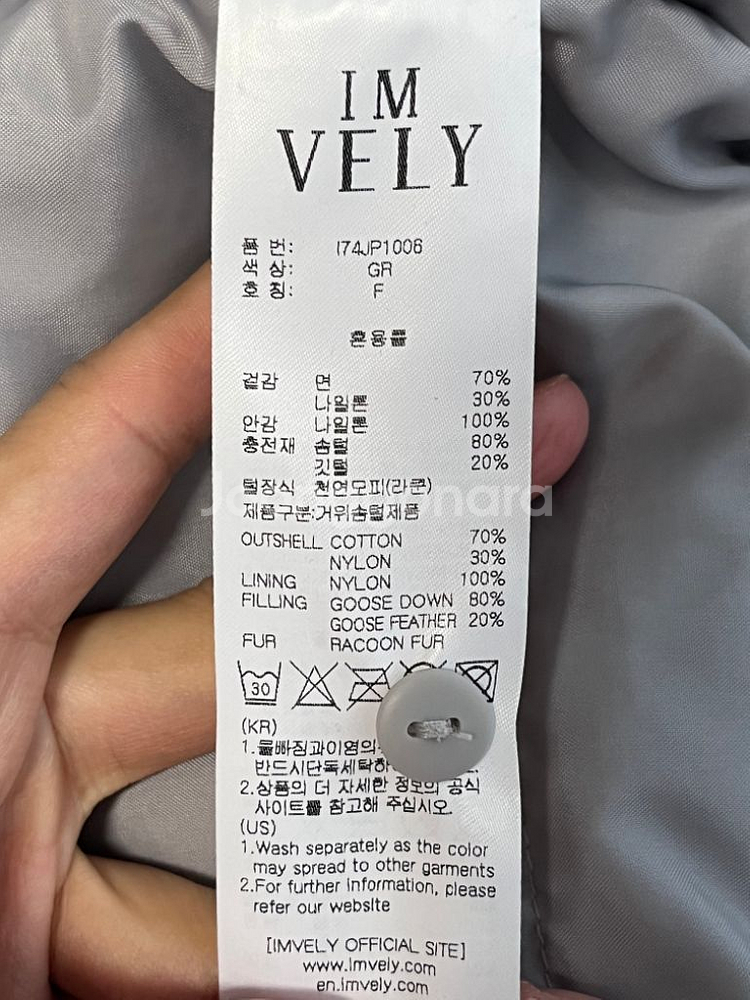 IM
VELY
품 번: I74JP1006
색 상: GR
호 칭: F
혼용률
겉감 면 70%
나일론 30%
안감 나일론 100%
충전재 솜털 80%
깃털 20%
털장식 천연모피(라쿤)
제품구분:거위솜털제품
OUTSHELL COTTON 70%
NYLON 30%
LINING NYLON 100%
FILLING GOOSE DOWN 80%
GOOSE FEATHER 20%
FUR RACOON FUR
30
(KR)
1.물빠짐과이염의
반드시단독세탁하
2.상품의 더 자세한 정보의 공식
사이트를 참고해 주십시오.
(US)
1.Wash separately as the color
may spread to other garments
2.For further information, please
refer our website
[IMVELY OFFICIAL SITE]
www.imvely.com
en.imvely.com